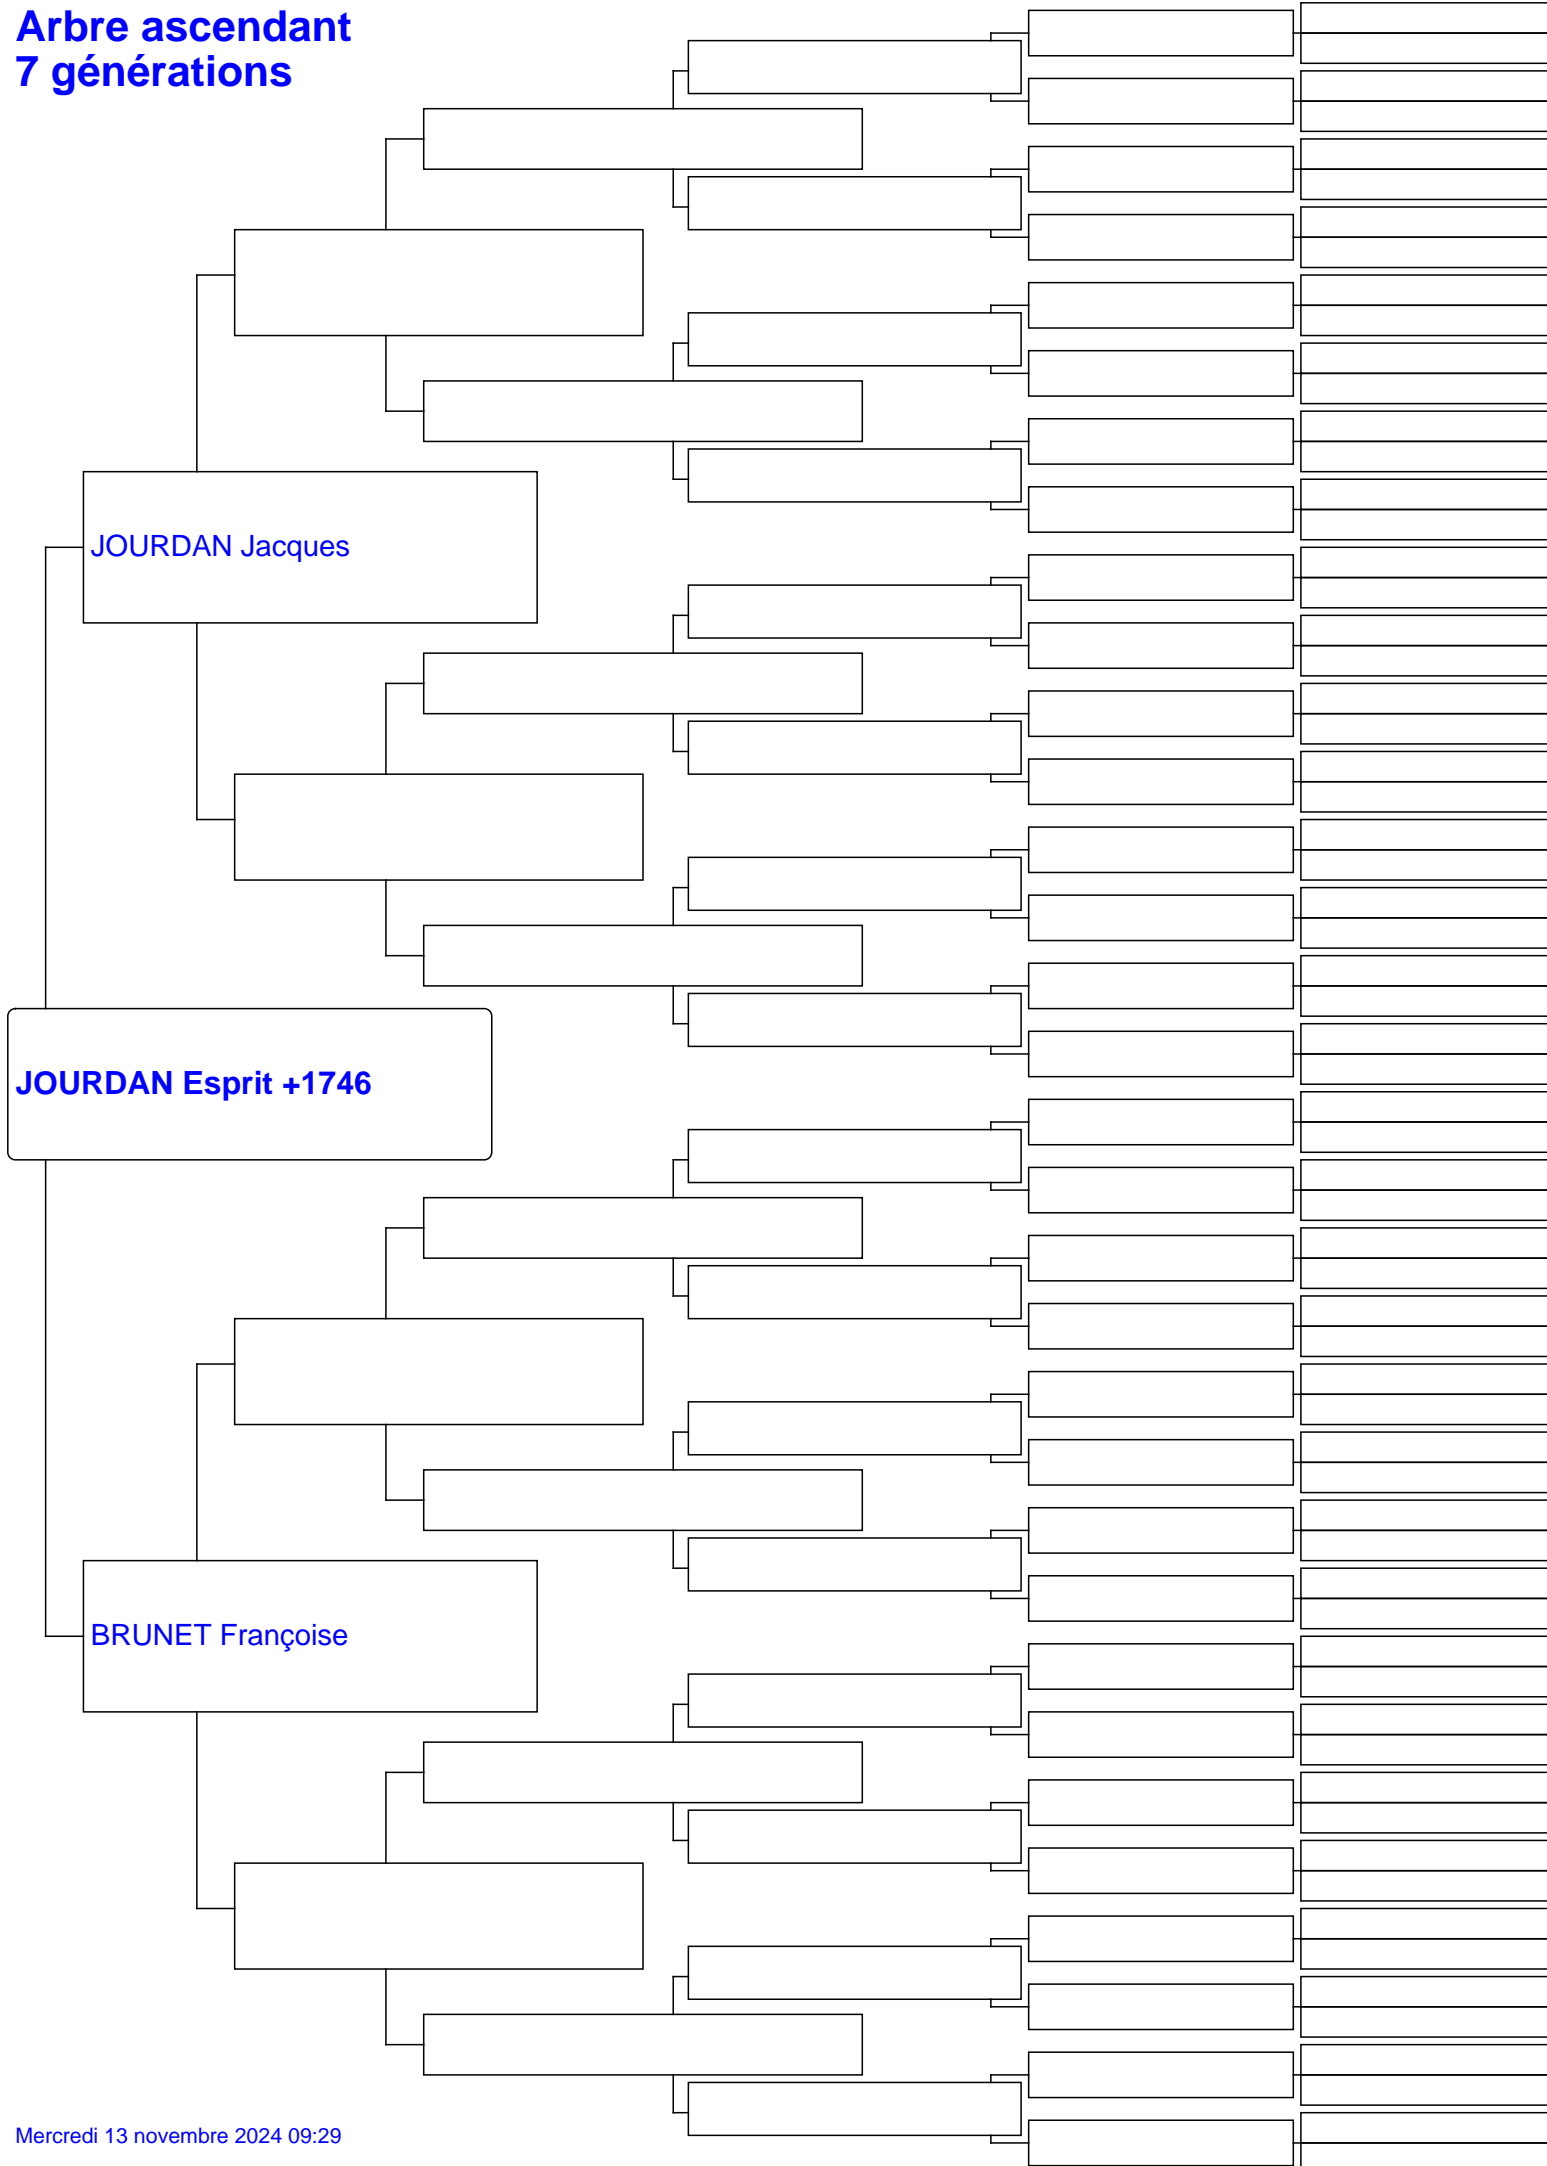 Arbre ascendant
7 générations
JOURDAN Jacques
JOURDAN Esprit +1746
BRUNET Françoise
Mercredi 13 novembre 2024 09:29